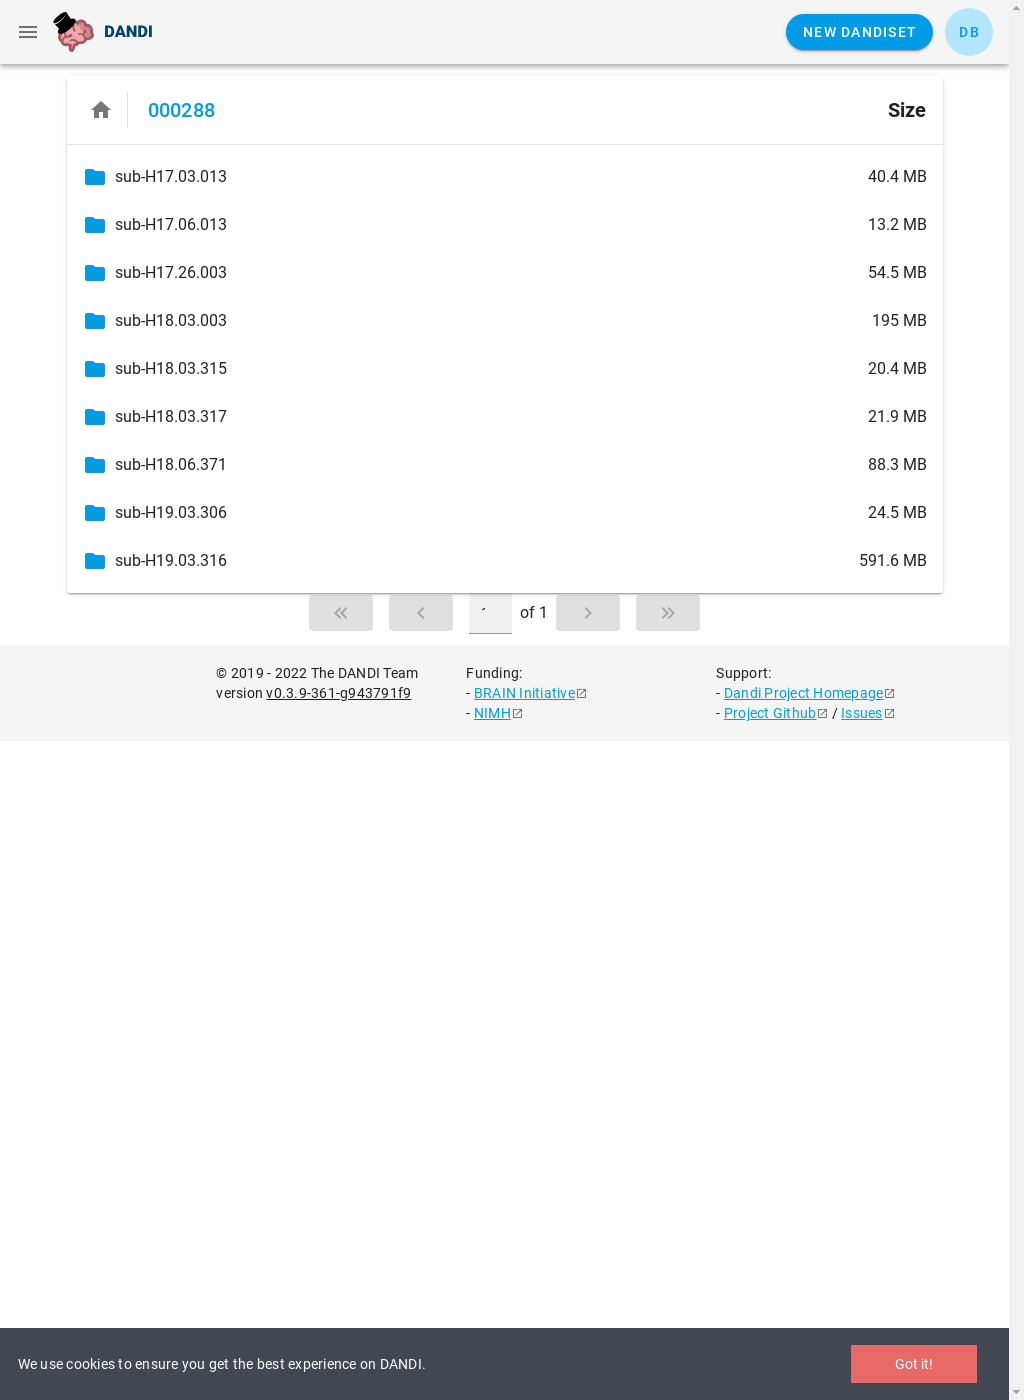 DANDI
NEW DANDISET
DB
000288
Size
sub-H17.03.013 40.4 MB
sub-H17.06.013 13.2 MB
sub-H17.26.003 54.5 MB
sub-H18.03.003 195 MB
sub-H18.03.315 20.4 MB
sub-H18.03.317 21.9 MB
sub-H18.06.371 88.3 MB
sub-H19.03.306 24.5 MB
sub-H19.03.316 591.6 MB
of 1
© 2019 - 2022 The DANDI Team
version v0.3.9-361-g943791f9
Funding:
- BRAIN Initiative
- NIMH
Support:
- Dandi Project Homepage
- Project Github / Issues
We use cookies to ensure you get the best experience on DANDI.
Got it!